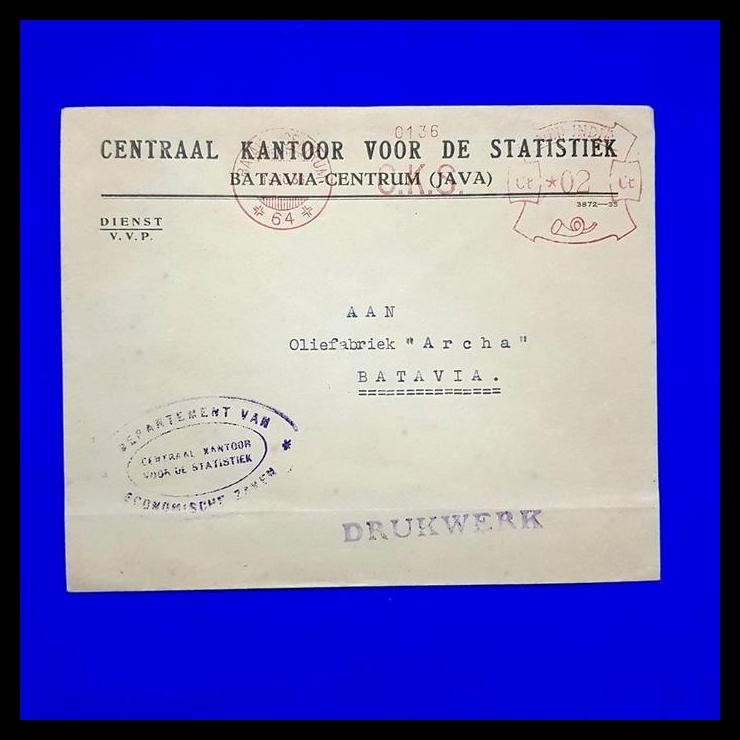 0136
CENTRAAL KANTOOR VOOR DE STATISTIEK
BATAVIA-CENTRUM (JAVA)
C.K.S.
64
INDIE
CT *02 CT
3872—35
DIENST
V.V.P.
AAN
Oliefabriek "Archa"
BATAVIA.
DEPARTEMENT VAN
CENTRAAL KANTOOR
VOOR DE STATISTIEK
ECONOMISCHE ZAKEN
DRUKWERK